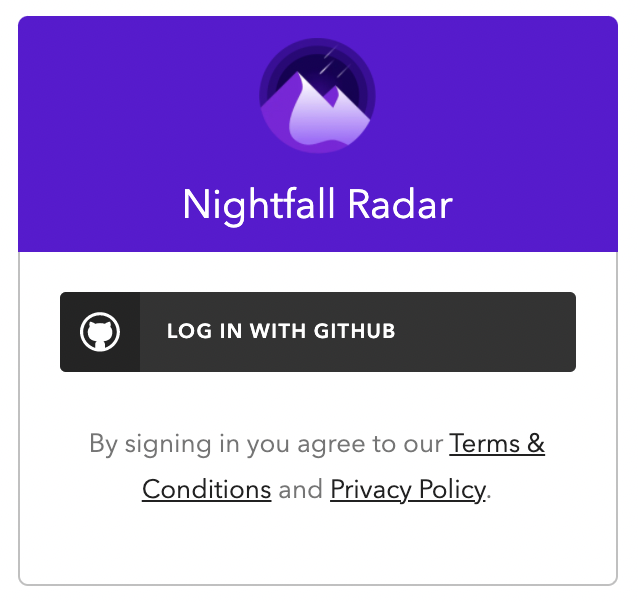 Nightfall Radar
LOG IN WITH GITHUB
By signing in you agree to our Terms &
Conditions and Privacy Policy.